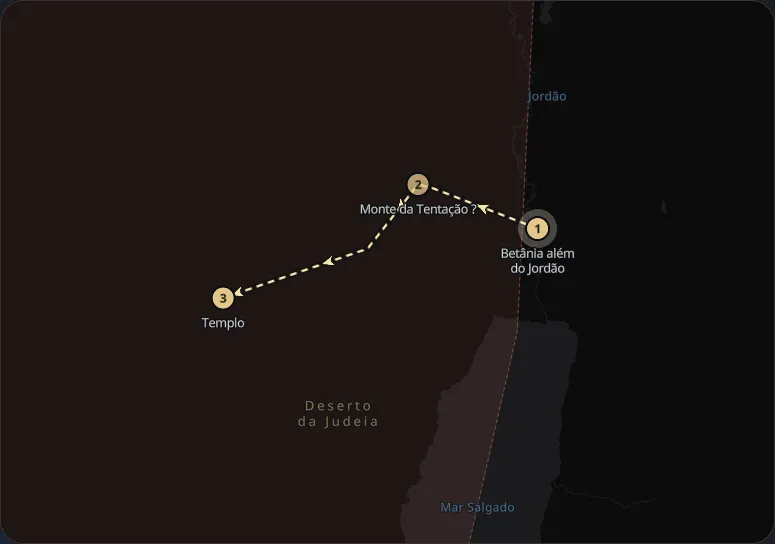 Jordão
2
Monte da Tentação ?
1
Betânia além
do Jordão
3
Templo
Deserto
da Judeia
Mar Salgado